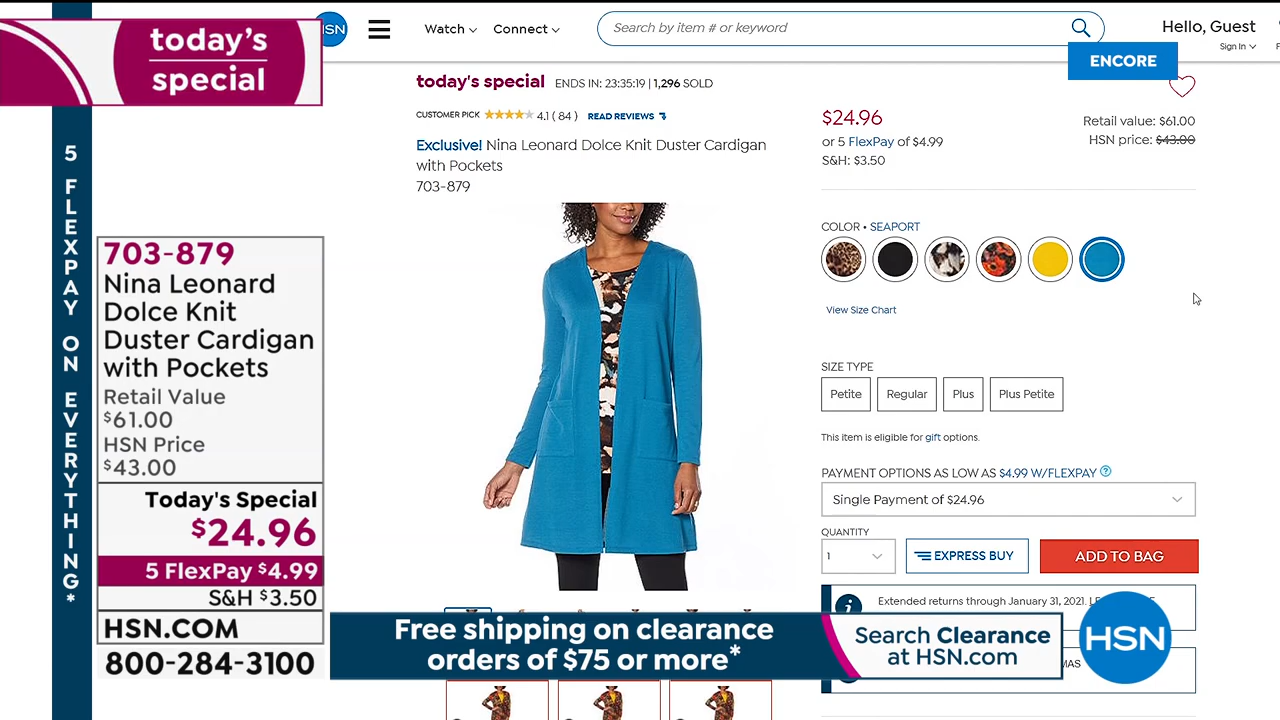 today's
special
5 FLEXPAY ON EVERYTHING*
703-879
Nina Leonard
Dolce Knit
Duster Cardigan
with Pockets
Retail Value
$61.00
HSN Price
$43.00
Today's Special
$24.96
5 FlexPay $4.99
S&H $3.50
HSN.COM
800-284-3100
HSN
Watch
Connect
Search by item # or keyword
Hello, Guest
Sign In
ENCORE
today's special ENDS IN: 23:35:19 | 1,296 SOLD
CUSTOMER PICK 4.1 ( 84 ) READ REVIEWS
Exclusive! Nina Leonard Dolce Knit Duster Cardigan
with Pockets
703-879
$24.96
or 5 FlexPay of $4.99
S&H: $3.50
Retail value: $61.00
HSN price: $43.00
COLOR • SEAPORT
View Size Chart
SIZE TYPE
Petite
Regular
Plus
Plus Petite
This item is eligible for gift options.
PAYMENT OPTIONS AS LOW AS $4.99 W/FLEXPAY ?
Single Payment of $24.96
QUANTITY
1
EXPRESS BUY
ADD TO BAG
i
Extended returns through January 31, 2021.
Free shipping on clearance
orders of $75 or more*
Search Clearance
at HSN.com
HSN